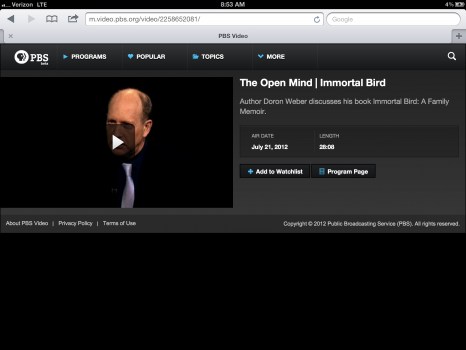 Verizon LTE 8:53 AM 4%
m.video.pbs.org/video/2258652081/ Google
PBS Video
PBS PROGRAMS POPULAR TOPICS MORE
beta
The Open Mind | Immortal Bird
Author Doron Weber discusses his book Immortal Bird: A Family
Memoir.
AIR DATE LENGTH
July 21, 2012 28:08
Add to Watchlist Program Page
About PBS Video | Privacy Policy | Terms of Use Copyright © 2012 Public Broadcasting Service (PBS). All rights reserved.